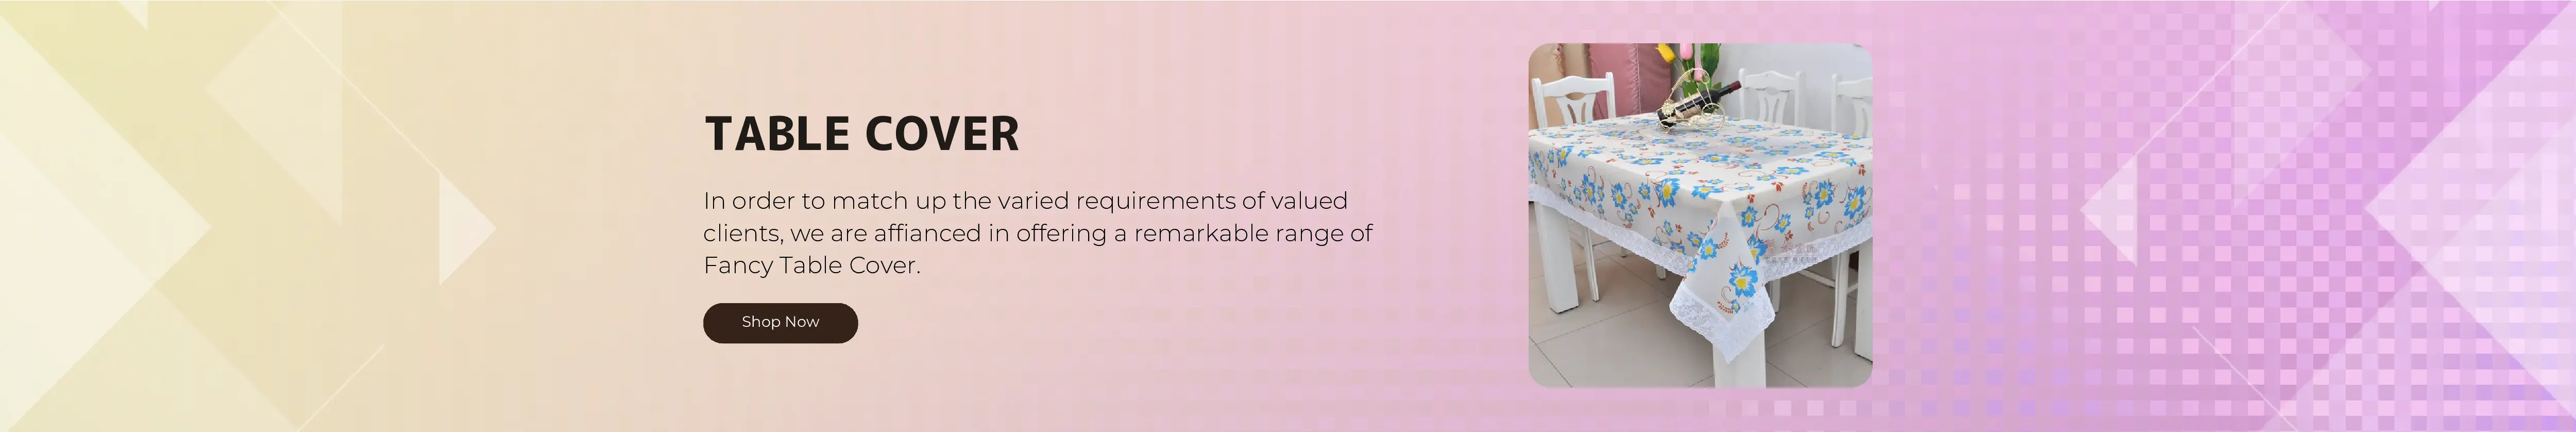 TABLE COVER
In order to match up the varied requirements of valued
clients, we are affianced in offering a remarkable range of
Fancy Table Cover.
Shop Now